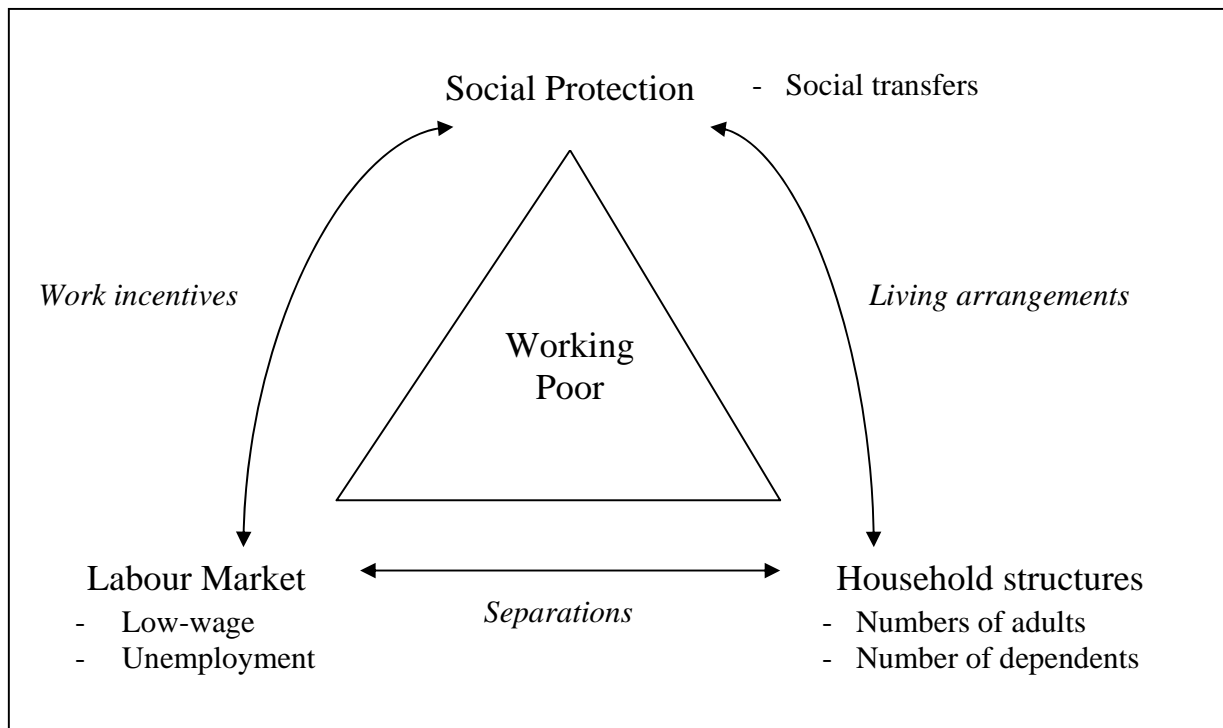 Social Protection
- Social transfers
Work incentives
Living arrangements
Working
Poor
Labour Market
- Low-wage
- Unemployment
Separations
Household structures
- Numbers of adults
- Number of dependents